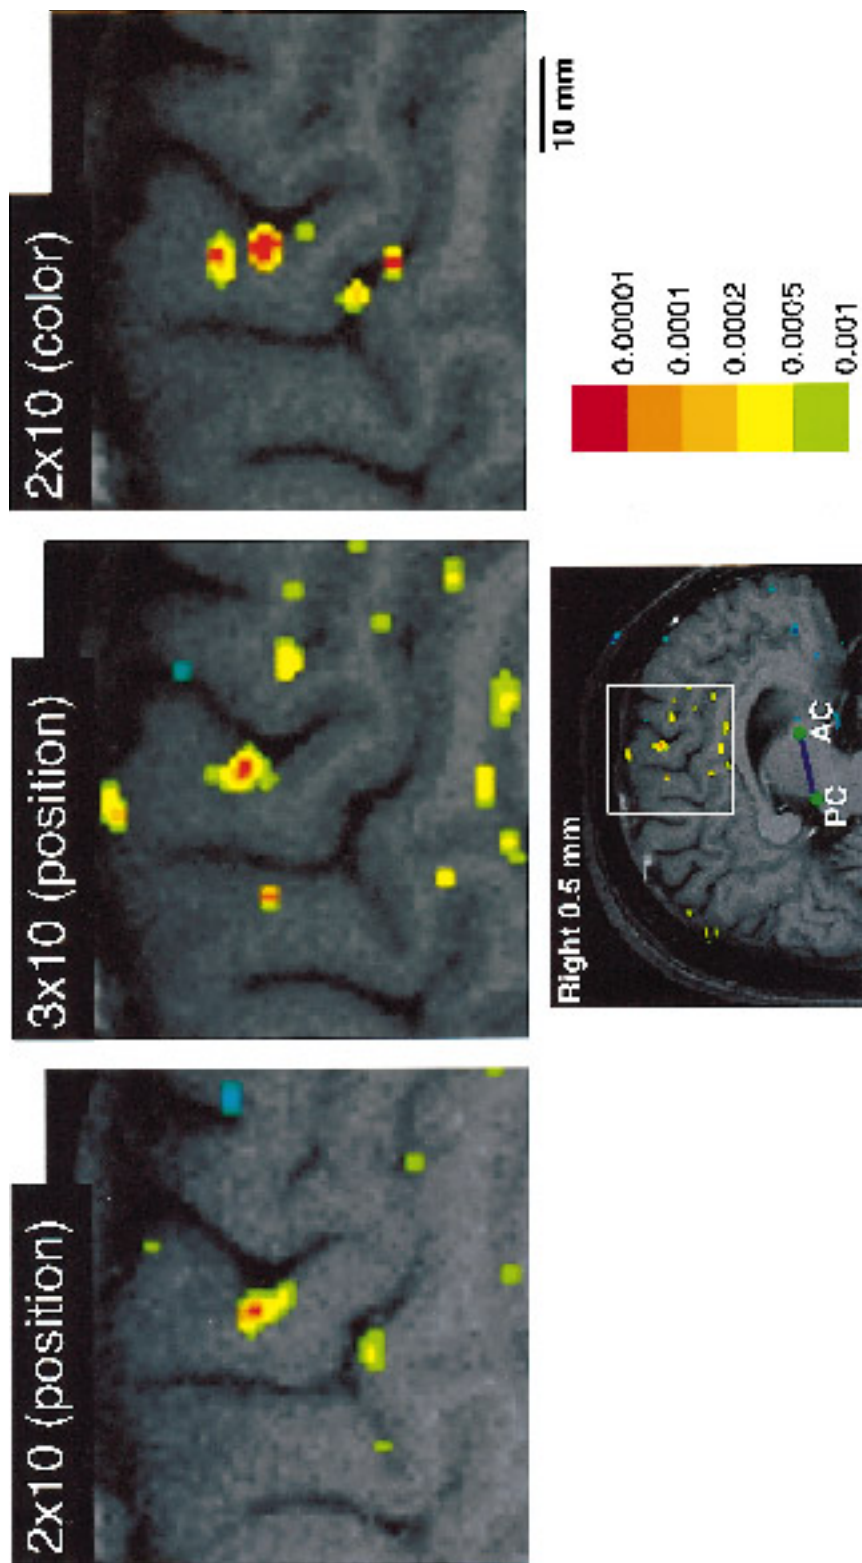 2x10 (position)
3x10 (position)
2x10 (color)
10 mm
Right 0.5 mm
PC
AC
0.00001
0.0001
0.0002
0.0005
0.001